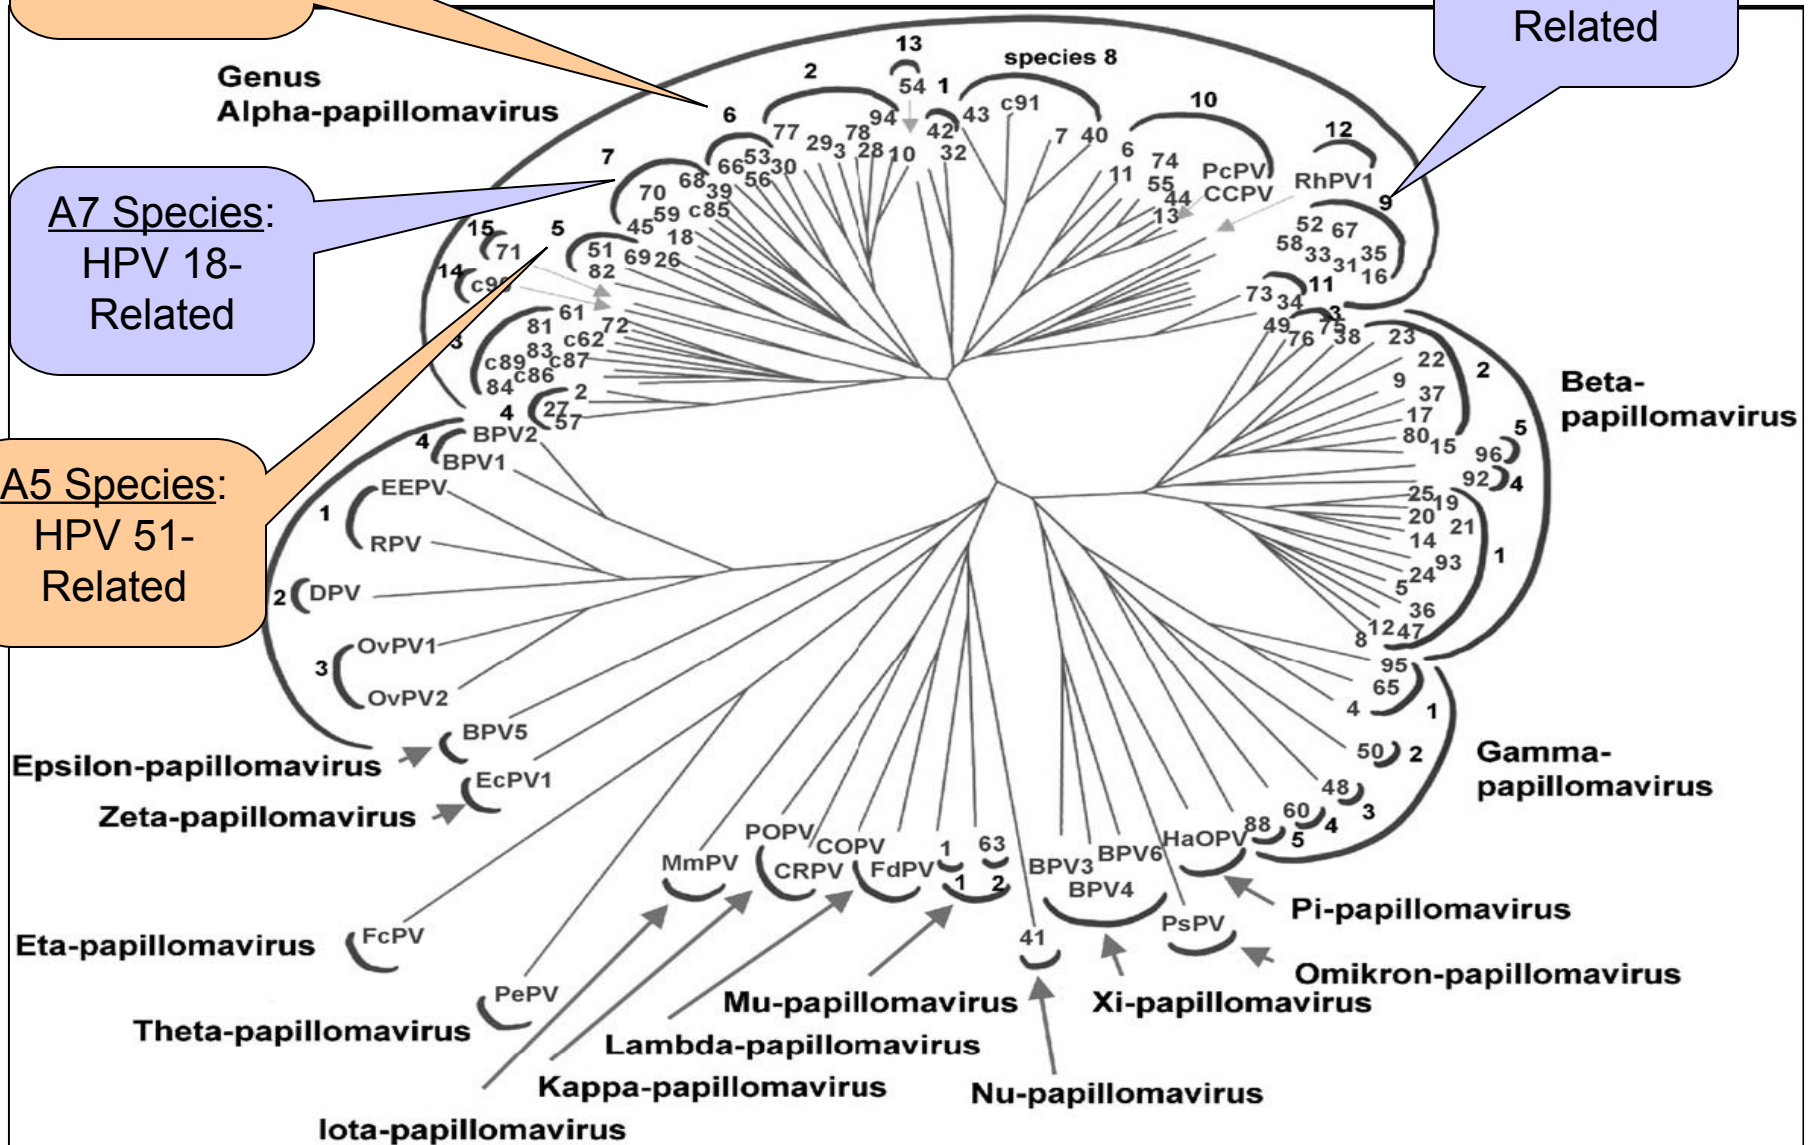 Related
Genus
Alpha-papillomavirus
13
54
2
1
species 8
94
42
43
c91
7
40
10
6
77
29
3
78
28
10
32
6
11
74
55
44
13
PcPV
CCPV
12
RhPV1
7
66
53
30
56
68
39
70
59
c85
45
18
9
52
67
58
33
35
31
16
A7 Species:
HPV 18-
Related
15
71
5
51
69
26
82
14
c90
11
73
34
3
61
81
72
83
c62
c89
c87
c86
84
3
4
2
27
57
49
76
75
38
23
22
2
9
37
17
80
15
Beta-
papillomavirus
5
96
92
4
4
BPV2
BPV1
1
EEPV
RPV
A5 Species:
HPV 51-
Related
2
DPV
3
OvPV1
OvPV2
25
19
20
21
14
93
1
24
5
36
12
47
8
95
65
4
1
50
2
Gamma-
papillomavirus
48
3
60
4
88
5
BPV5
Epsilon-papillomavirus
EcPV1
Zeta-papillomavirus
POPV
MmPV
CRPV
COPV
FdPV
1
63
1
2
BPV3
BPV6
BPV4
HaOPV
Pi-papillomavirus
PsPV
41
FcPV
Eta-papillomavirus
Omikron-papillomavirus
PePV
Theta-papillomavirus
Mu-papillomavirus
Xi-papillomavirus
Lambda-papillomavirus
Kappa-papillomavirus
Nu-papillomavirus
Iota-papillomavirus